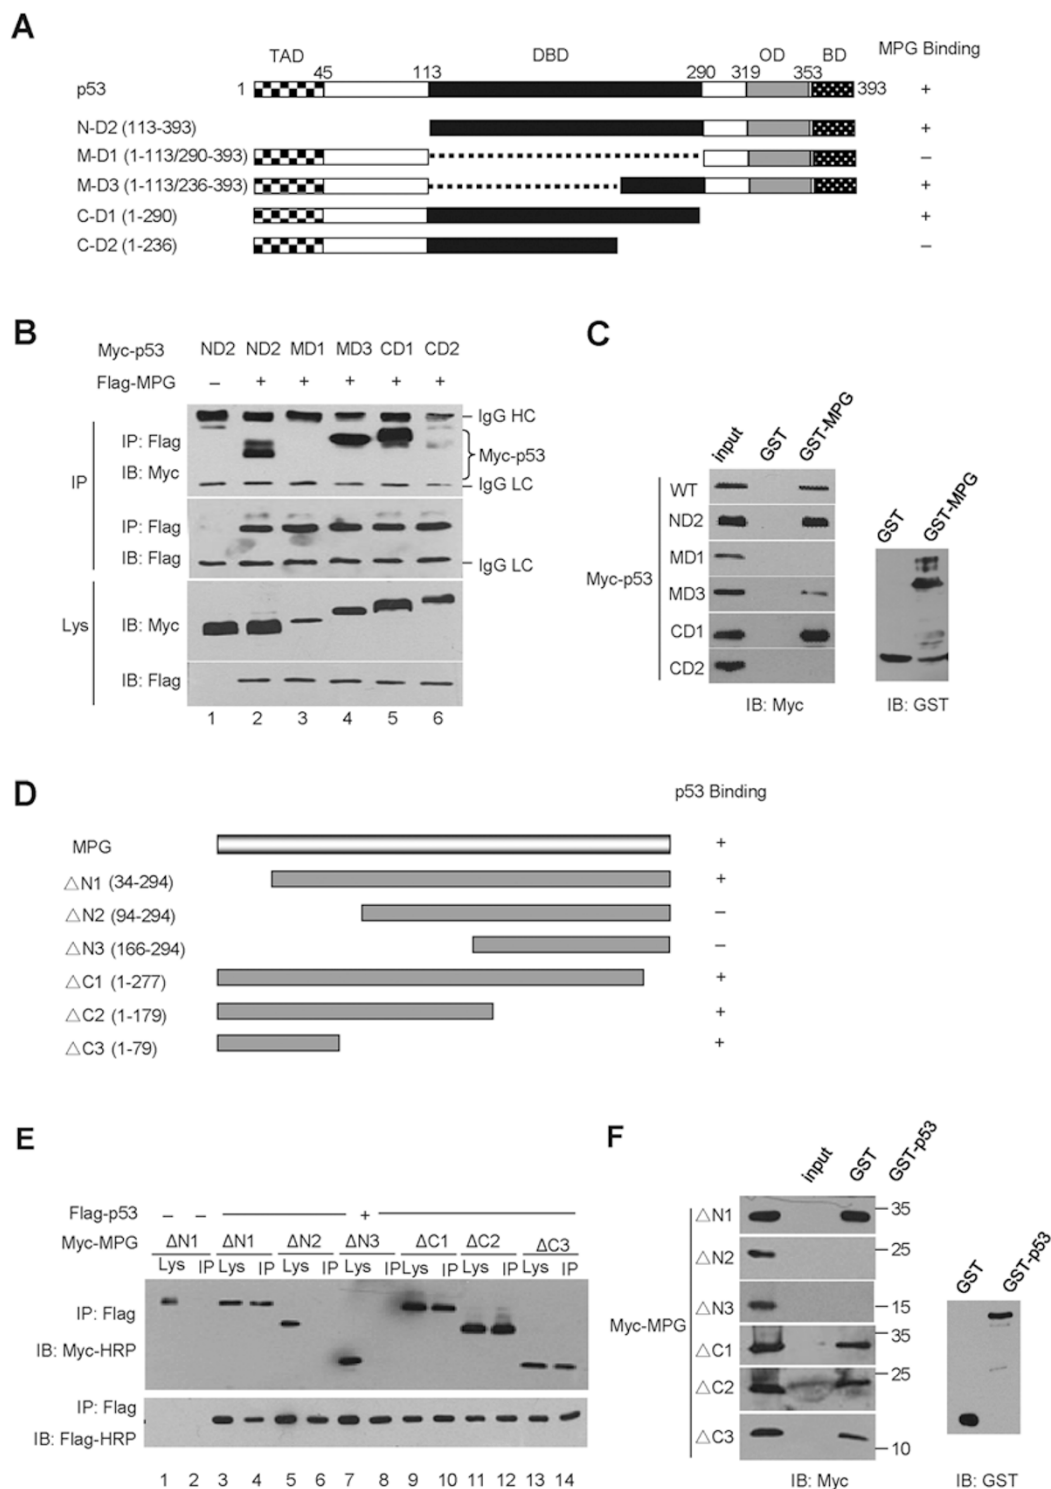 A
TAD DBD OD BD MPG Binding
45 113 290 319 353
p53 1 393 +
N-D2 (113-393) +
M-D1 (1-113/290-393) –
M-D3 (1-113/236-393) +
C-D1 (1-290) +
C-D2 (1-236) –
B
Myc-p53 ND2 ND2 MD1 MD3 CD1 CD2
Flag-MPG – + + + + +
IgG HC
IP: Flag
Myc-p53
IB: Myc
IP
IgG LC
IP: Flag
IB: Flag
IgG LC
Lys
IB: Myc
IB: Flag
1 2 3 4 5 6
C
input GST GST-MPG
WT
ND2
MD1
Myc-p53
MD3
CD1
CD2
IB: Myc
GST GST-MPG
IB: GST
D
p53 Binding
MPG +
△N1 (34-294) +
△N2 (94-294) –
△N3 (166-294) –
△C1 (1-277) +
△C2 (1-179) +
△C3 (1-79) +
E
Flag-p53 – – +
Myc-MPG ΔN1 ΔN1 ΔN2 ΔN3 ΔC1 ΔC2 ΔC3
Lys IP Lys IP Lys IP Lys IP Lys IP Lys IP Lys IP
IP: Flag
IB: Myc-HRP
IP: Flag
IB: Flag-HRP
1 2 3 4 5 6 7 8 9 10 11 12 13 14
F
input GST GST-p53
△N1 35
△N2 25
△N3 15
Myc-MPG
35
△C1
25
△C2
△C3
10
IB: Myc
GST GST-p53
IB: GST